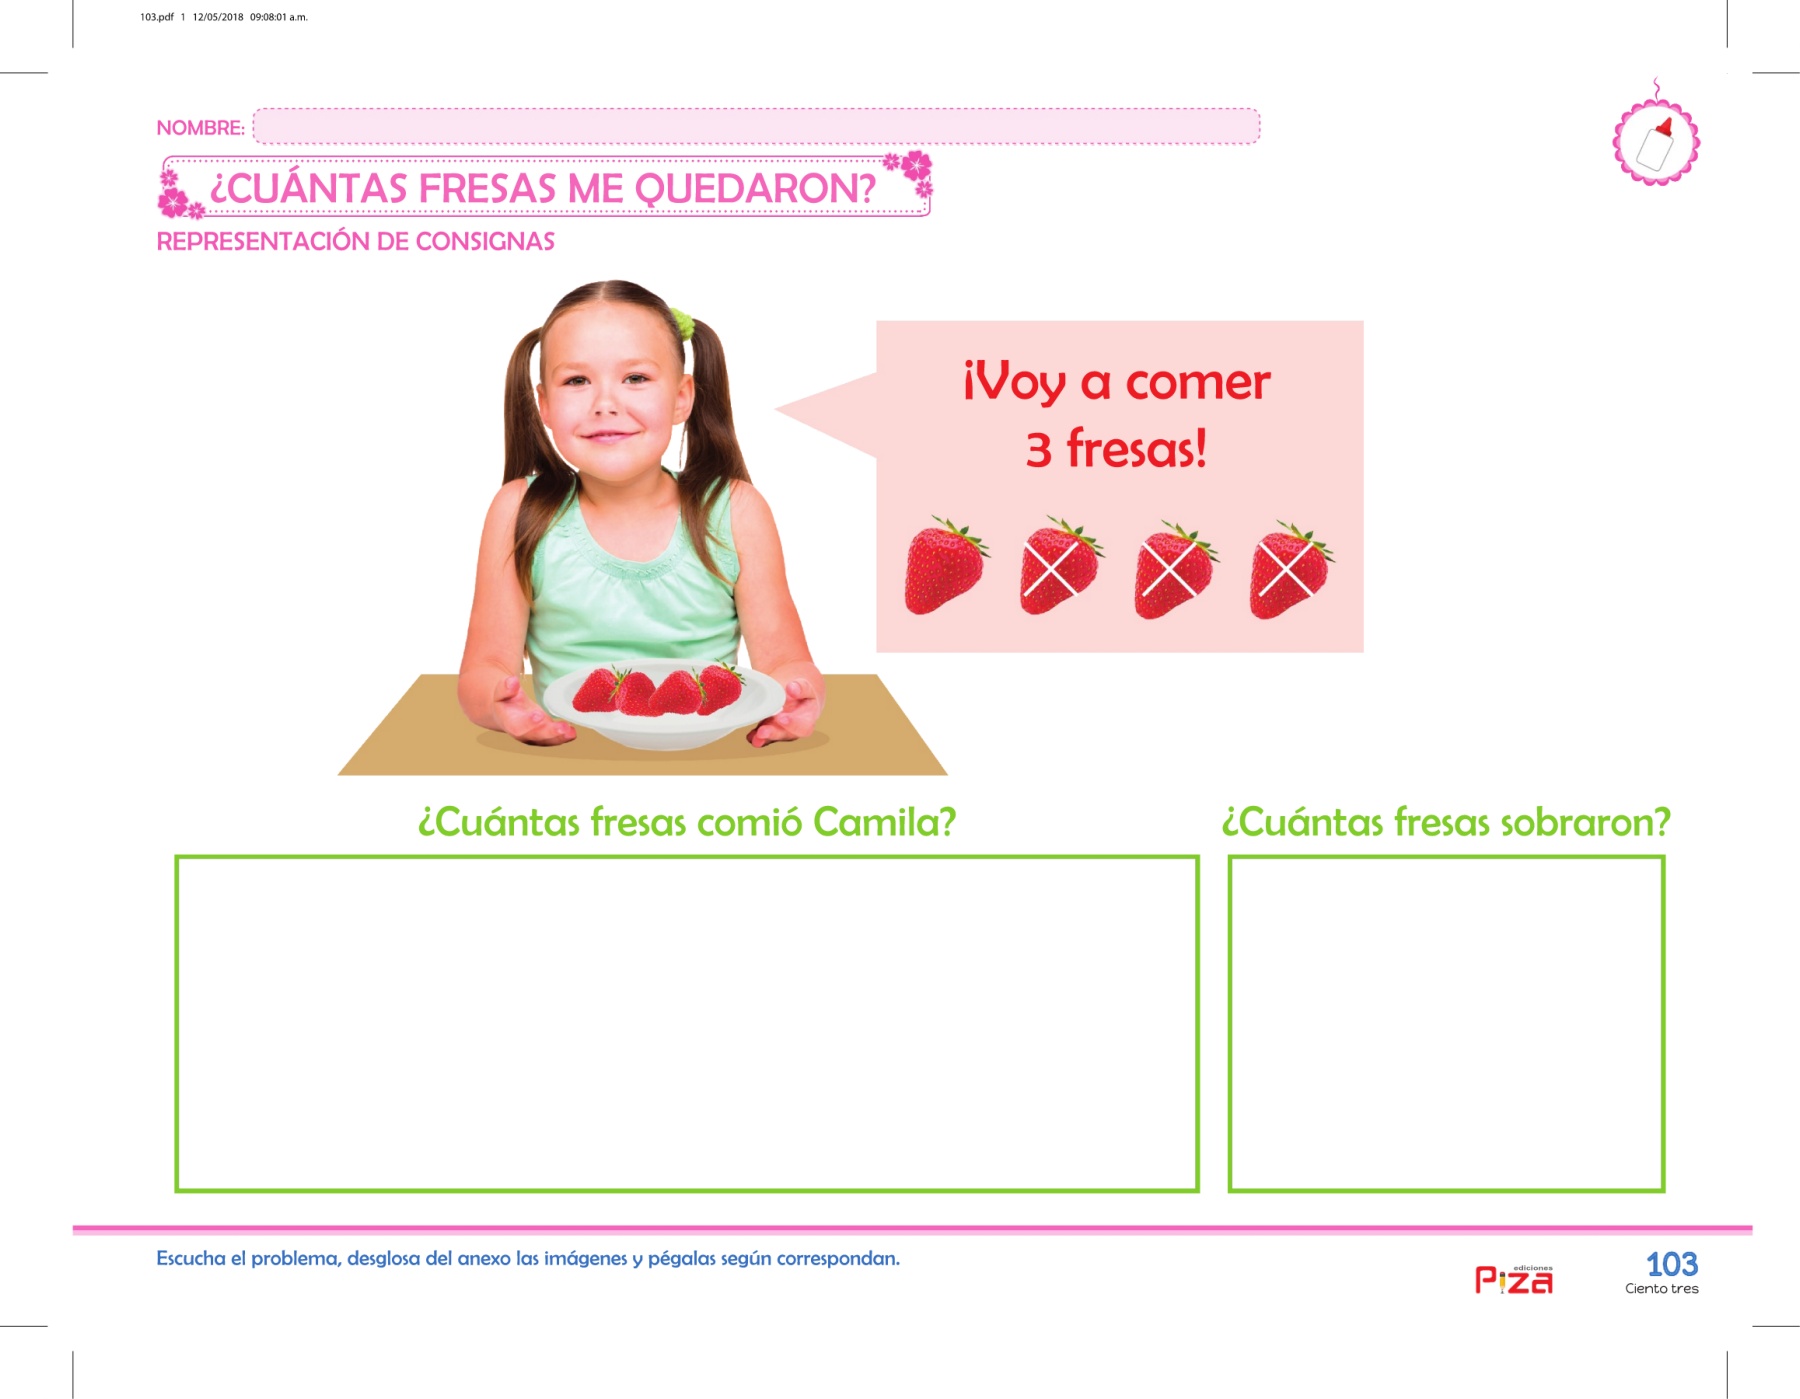 103.pdf 1 12/05/2018 09:08:01 a.m.
NOMBRE:
¿CUÁNTAS FRESAS ME QUEDARON?
REPRESENTACIÓN DE CONSIGNAS
¡Voy a comer
3 fresas!
¿Cuántas fresas comió Camila?
¿Cuántas fresas sobraron?
Escucha el problema, desglosa del anexo las imágenes y pégalas según correspondan.
ediciones
Piza
103
Ciento tres